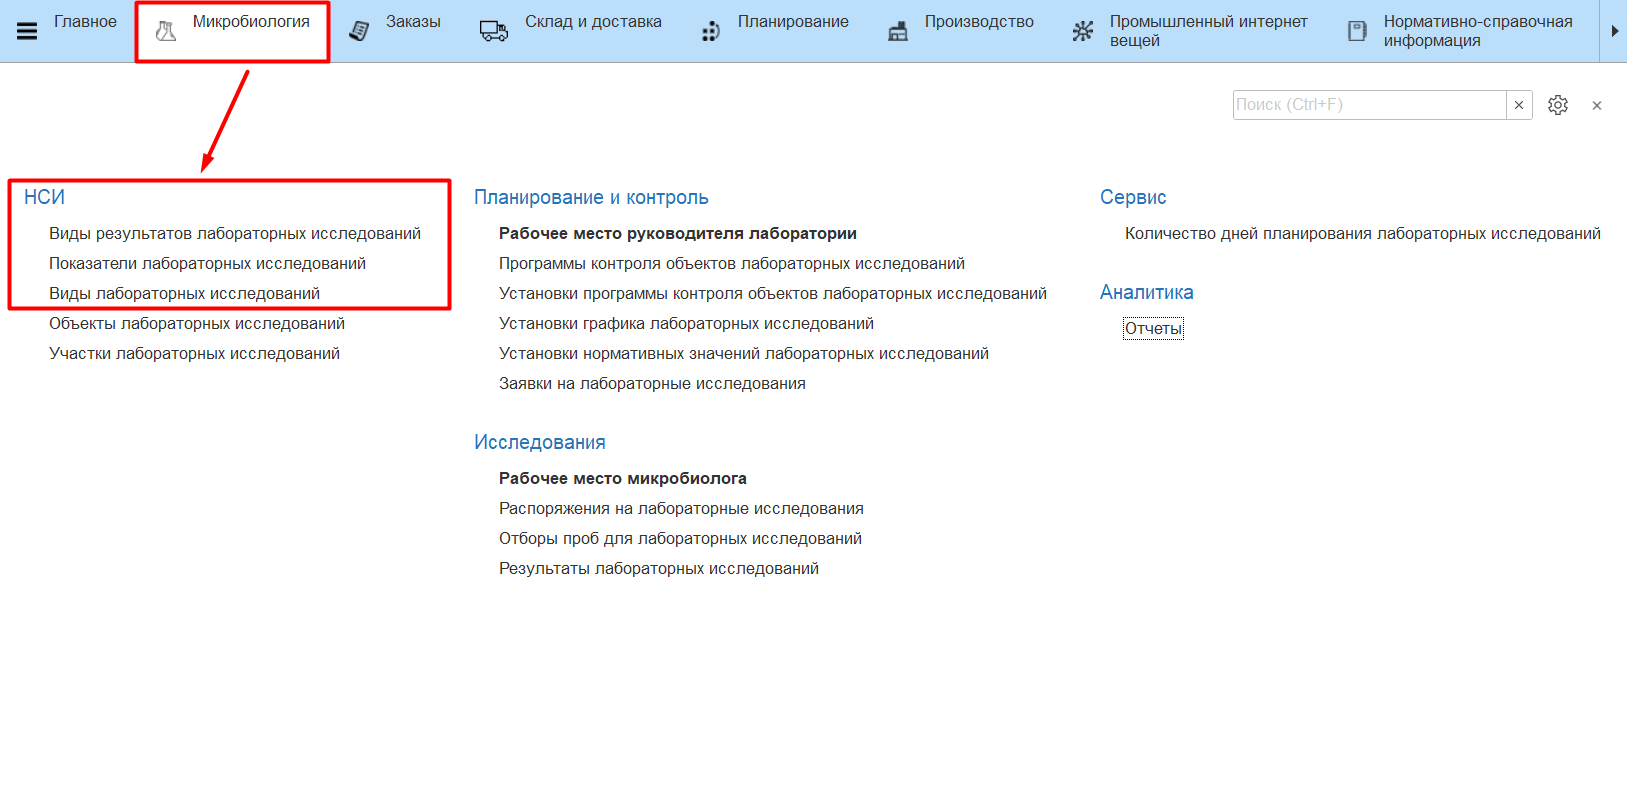 Главное
Микробиология
Заказы
Склад и доставка
Планирование
Производство
Промышленный интернет
вещей
Нормативно-справочная
информация
Поиск (Ctrl+F)
НСИ
Виды результатов лабораторных исследований
Показатели лабораторных исследований
Виды лабораторных исследований
Объекты лабораторных исследований
Участки лабораторных исследований
Планирование и контроль
Рабочее место руководителя лаборатории
Программы контроля объектов лабораторных исследований
Установки программы контроля объектов лабораторных исследований
Установки графика лабораторных исследований
Установки нормативных значений лабораторных исследований
Заявки на лабораторные исследования
Исследования
Рабочее место микробиолога
Распоряжения на лабораторные исследования
Отборы проб для лабораторных исследований
Результаты лабораторных исследований
Сервис
Количество дней планирования лабораторных исследований
Аналитика
Отчеты